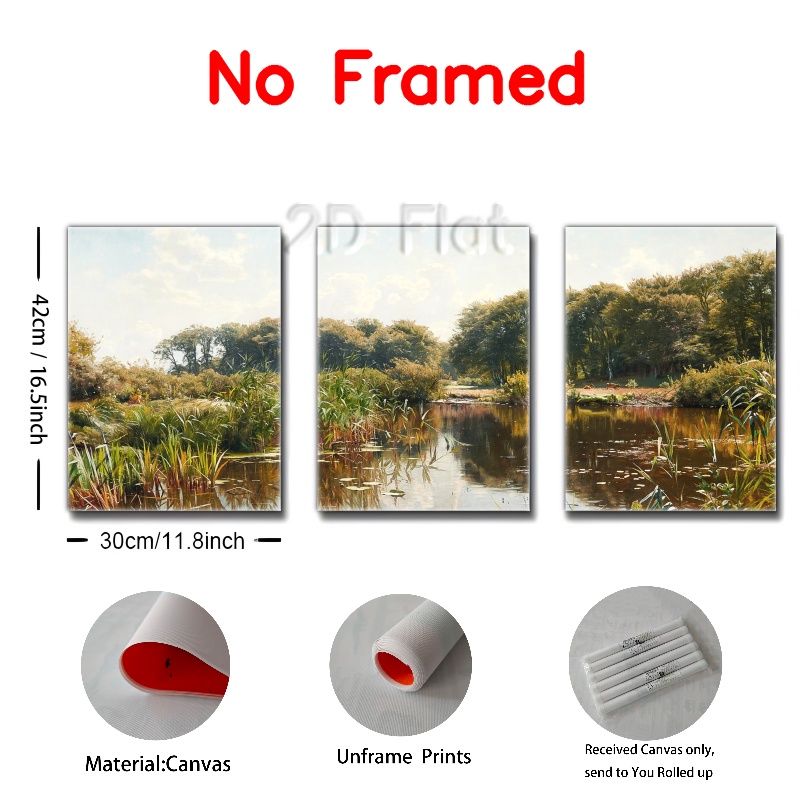 No Framed
2D Flat
42cm / 16.5inch
30cm/11.8inch
Material:Canvas
Unframe Prints
Received Canvas only,
send to You Rolled up